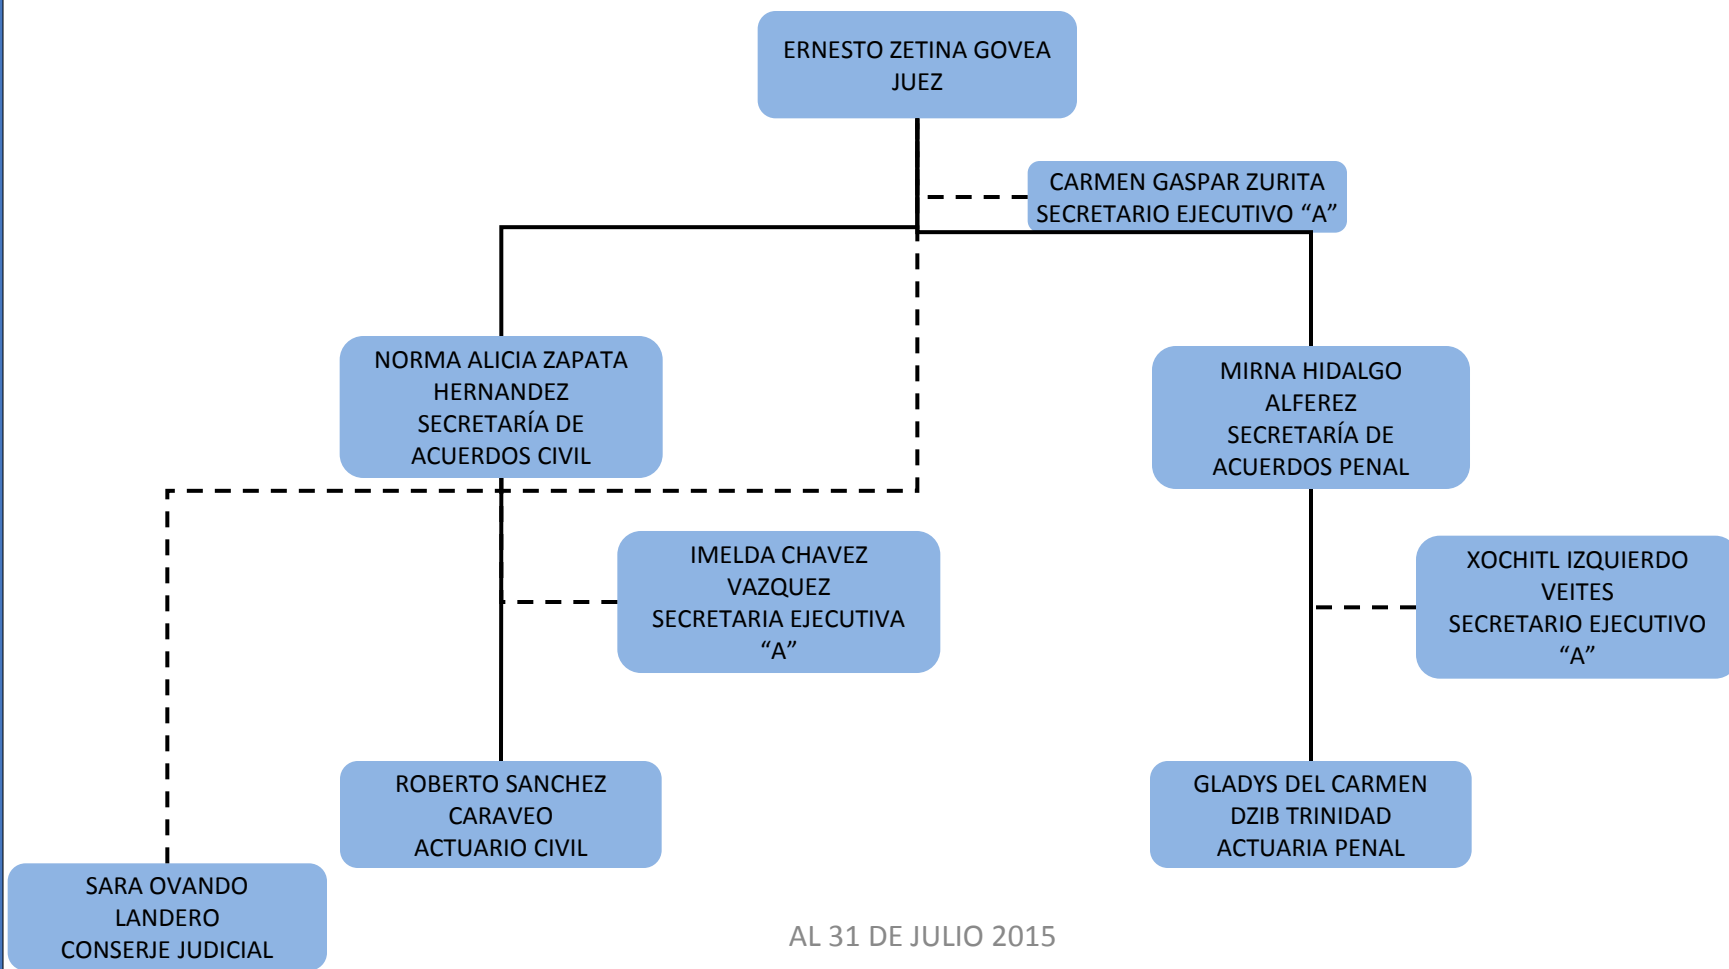 ERNESTO ZETINA GOVEA
JUEZ
CARMEN GASPAR ZURITA
SECRETARIO EJECUTIVO “A”
NORMA ALICIA ZAPATA
HERNANDEZ
SECRETARÍA DE
ACUERDOS CIVIL
MIRNA HIDALGO
ALFEREZ
SECRETARÍA DE
ACUERDOS PENAL
IMELDA CHAVEZ
VAZQUEZ
SECRETARIA EJECUTIVA
“A”
XOCHITL IZQUIERDO
VEITES
SECRETARIO EJECUTIVO
“A”
ROBERTO SANCHEZ
CARAVEO
ACTUARIO CIVIL
GLADYS DEL CARMEN
DZIB TRINIDAD
ACTUARIA PENAL
SARA OVANDO
LANDERO
CONSERJE JUDICIAL
AL 31 DE JULIO 2015